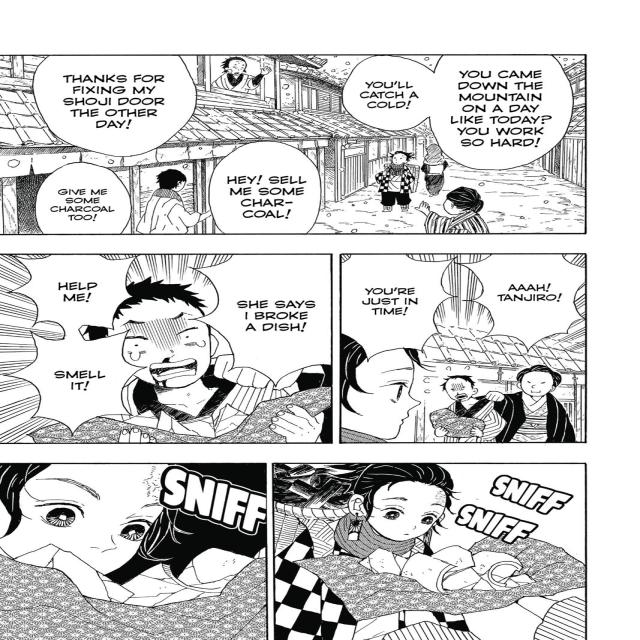 YOU CAME
DOWN THE
MOUNTAIN
ON A DAY
LIKE TODAY?
YOU WORK
SO HARD!
YOU'LL
CATCH A
COLD!
THANKS FOR
FIXING MY
SHOJI DOOR
THE OTHER
DAY!
HEY! SELL
ME SOME
CHAR-
COAL!
GIVE ME
SOME
CHARCOAL
TOO!
AAAH!
TANJIRO!
YOU'RE
JUST IN
TIME!
SHE SAYS
I BROKE
A DISH!
HELP
ME!
SMELL
IT!
SNIFF
SNIFF
SNIFF